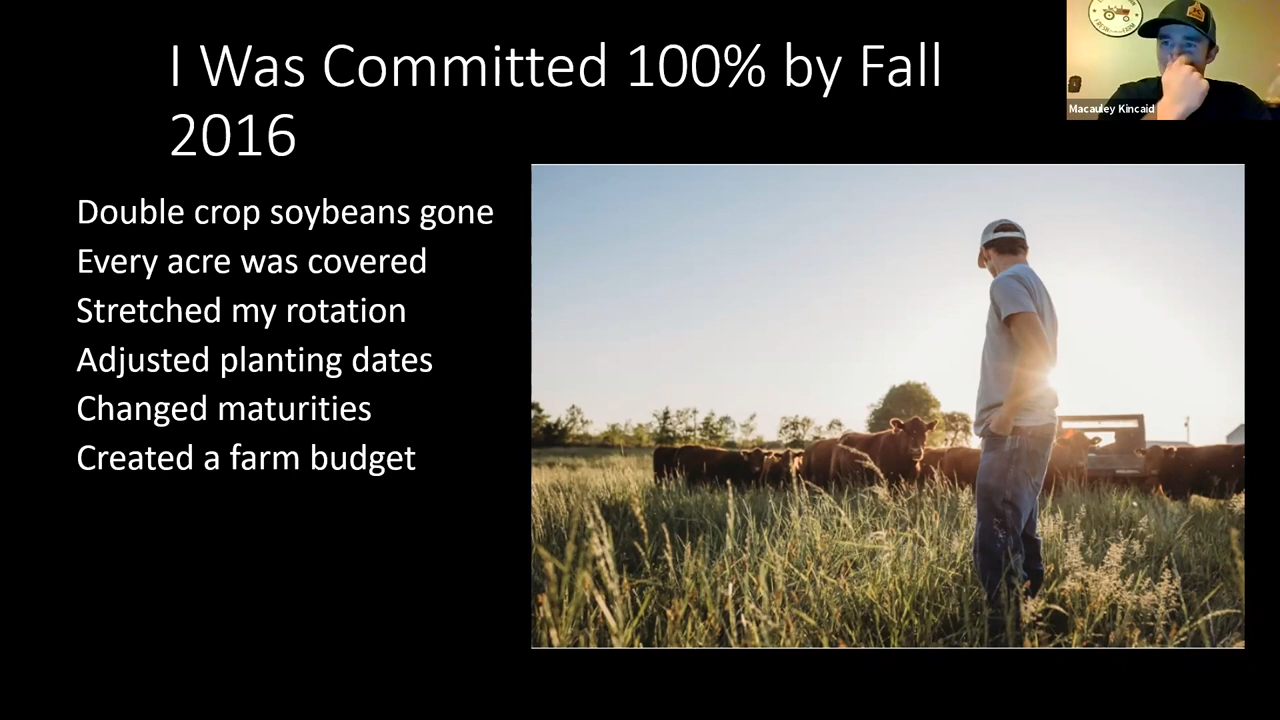 I Was Committed 100% by Fall
2016
Macauley Kincaid
Double crop soybeans gone
Every acre was covered
Stretched my rotation
Adjusted planting dates
Changed maturities
Created a farm budget